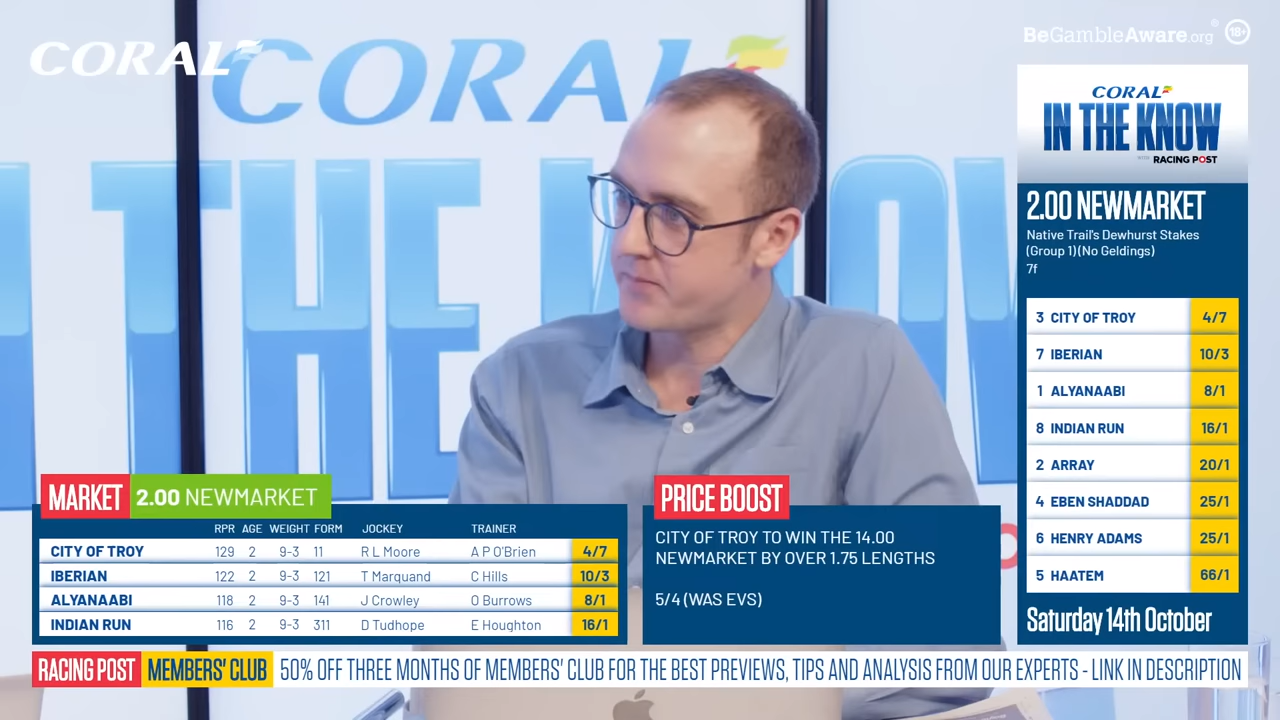 CORAL
CORAL
THE KNOW
BeGambleAware.org 18+
CORAL
IN THE KNOW
WITH RACING POST
2.00 NEWMARKET
Native Trail's Dewhurst Stakes
(Group 1)(No Geldings)
7f
3 CITY OF TROY 4/7
7 IBERIAN 10/3
1 ALYANAABI 8/1
8 INDIAN RUN 16/1
2 ARRAY 20/1
4 EBEN SHADDAD 25/1
6 HENRY ADAMS 25/1
5 HAATEM 66/1
Saturday 14th October
MARKET 2.00 NEWMARKET
RPR AGE WEIGHT FORM JOCKEY TRAINER
CITY OF TROY 129 2 9-3 11 R L Moore A P O'Brien 4/7
IBERIAN 122 2 9-3 121 T Marquand C Hills 10/3
ALYANAABI 118 2 9-3 141 J Crowley O Burrows 8/1
INDIAN RUN 116 2 9-3 311 D Tudhope E Houghton 16/1
PRICE BOOST
CITY OF TROY TO WIN THE 14.00
NEWMARKET BY OVER 1.75 LENGTHS
5/4 (WAS EVS)
RACING POST MEMBERS' CLUB 50% OFF THREE MONTHS OF MEMBERS' CLUB FOR THE BEST PREVIEWS, TIPS AND ANALYSIS FROM OUR EXPERTS - LINK IN DESCRIPTION